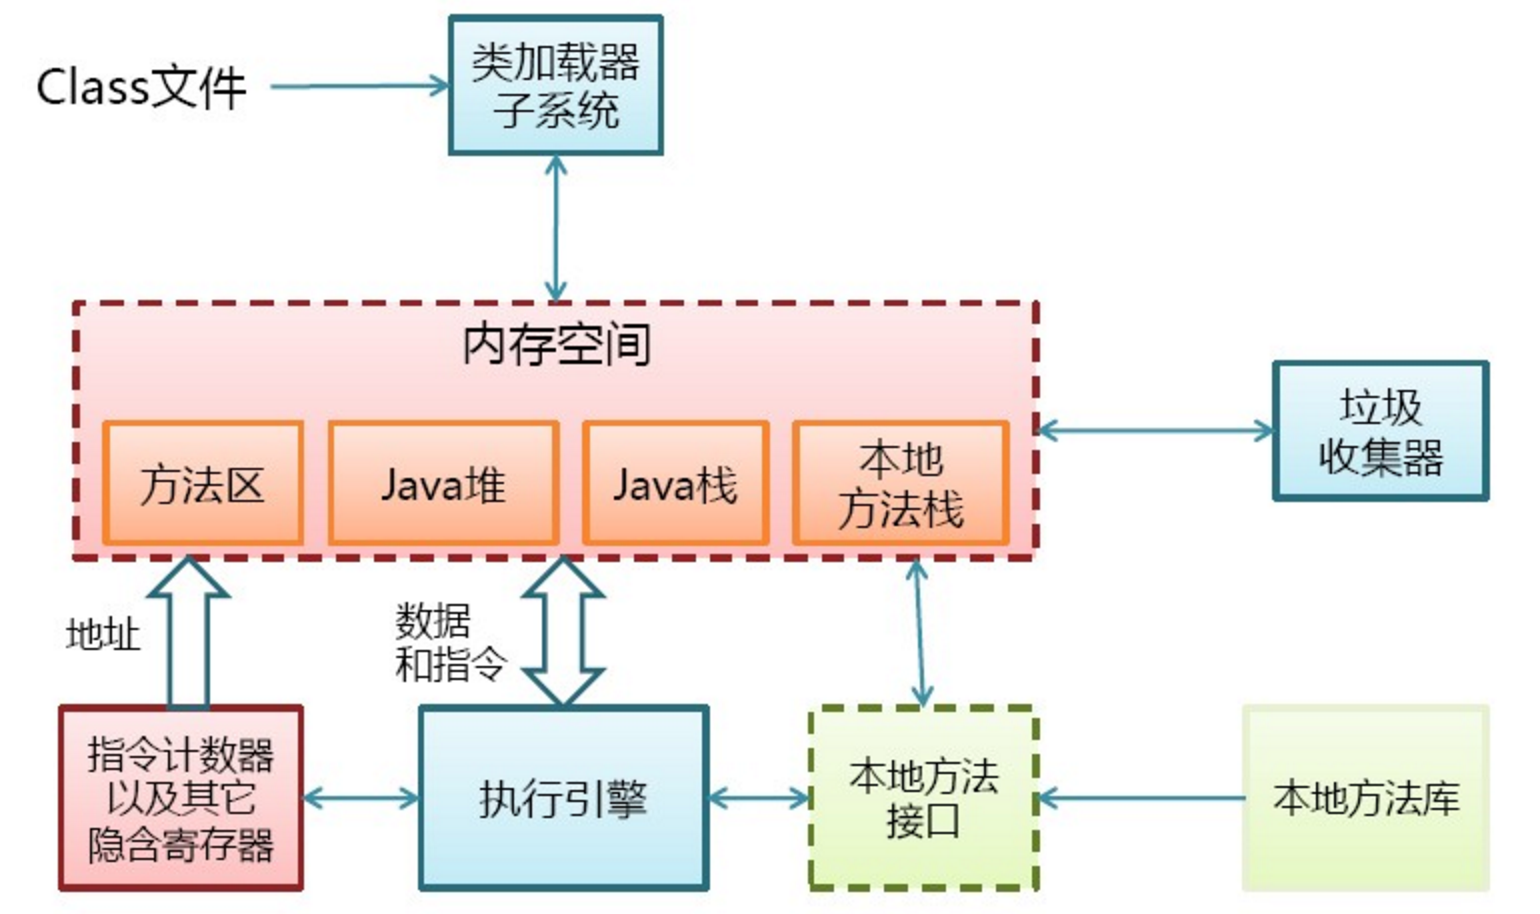 Class文件
类加载器
子系统
内存空间
方法区
Java堆
Java栈
本地
方法栈
垃圾
收集器
地址
数据
和指令
指令计数器
以及其它
隐含寄存器
执行引擎
本地方法
接口
本地方法库